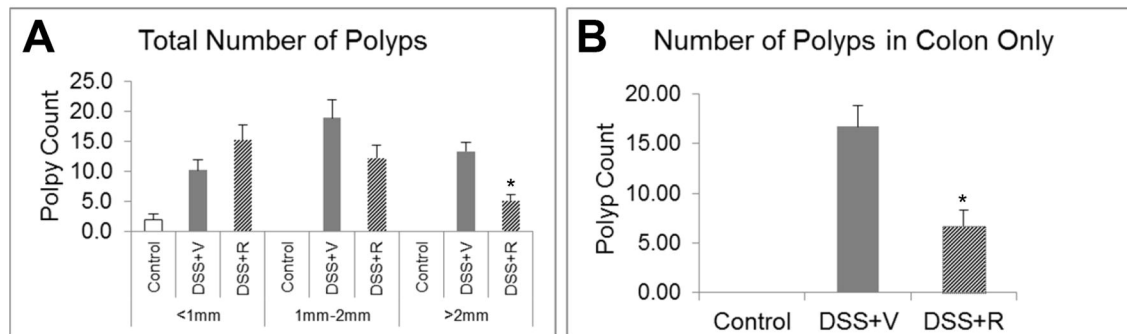 A
Total Number of Polyps
Polpy Count
25.0
20.0
15.0
10.0
5.0
0.0
*
Control
DSS+V
DSS+R
Control
DSS+V
DSS+R
Control
DSS+V
DSS+R
<1mm
1mm-2mm
>2mm
B
Number of Polyps in Colon Only
Polyp Count
20.00
15.00
10.00
5.00
0.00
*
Control
DSS+V
DSS+R